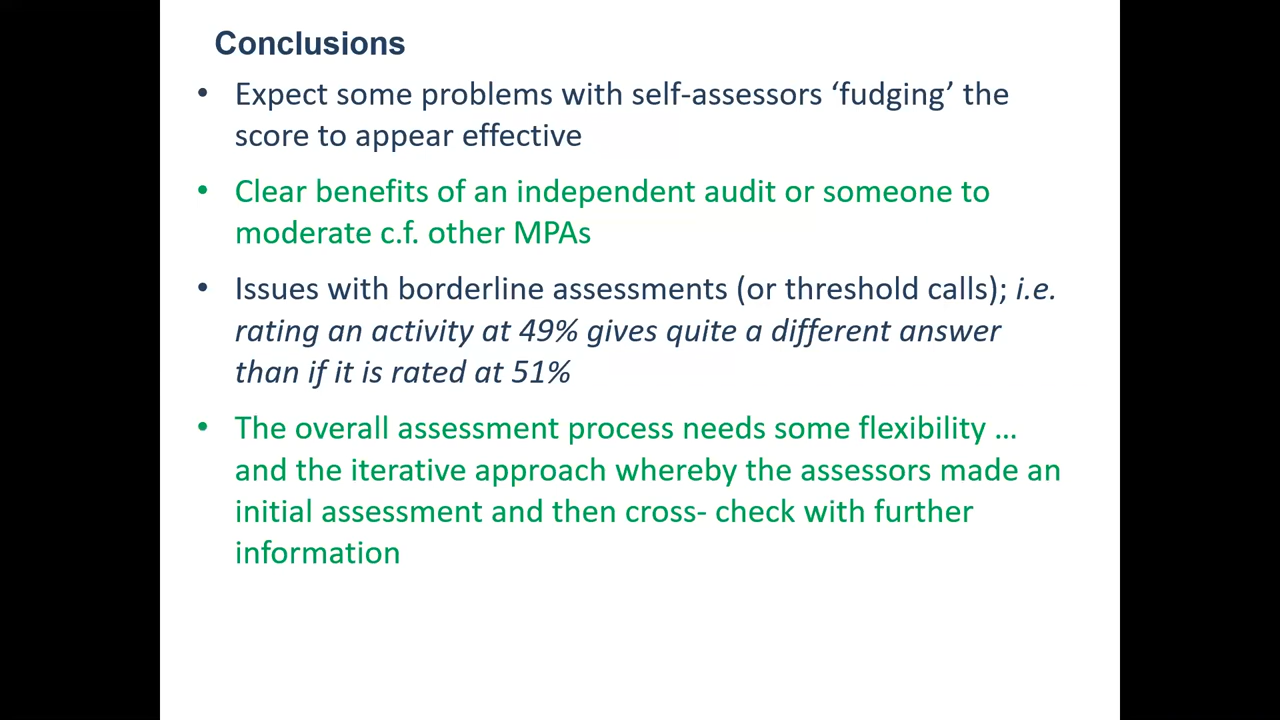 Conclusions
• Expect some problems with self-assessors ‘fudging’ the
score to appear effective
• Clear benefits of an independent audit or someone to
moderate c.f. other MPAs
• Issues with borderline assessments (or threshold calls); i.e.
rating an activity at 49% gives quite a different answer
than if it is rated at 51%
• The overall assessment process needs some flexibility …
and the iterative approach whereby the assessors made an
initial assessment and then cross- check with further
information